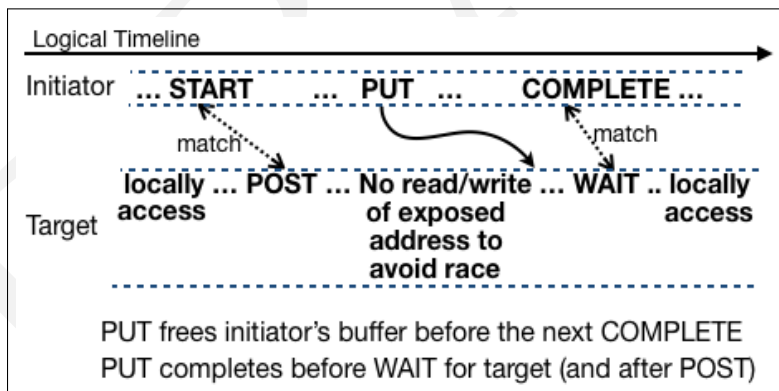 Logical Timeline
Initiator
... START ... PUT ... COMPLETE ...
match
match
locally ... POST ... No read/write ... WAIT .. locally
access of exposed access
Target address to
avoid race
PUT frees initiator's buffer before the next COMPLETE
PUT completes before WAIT for target (and after POST)